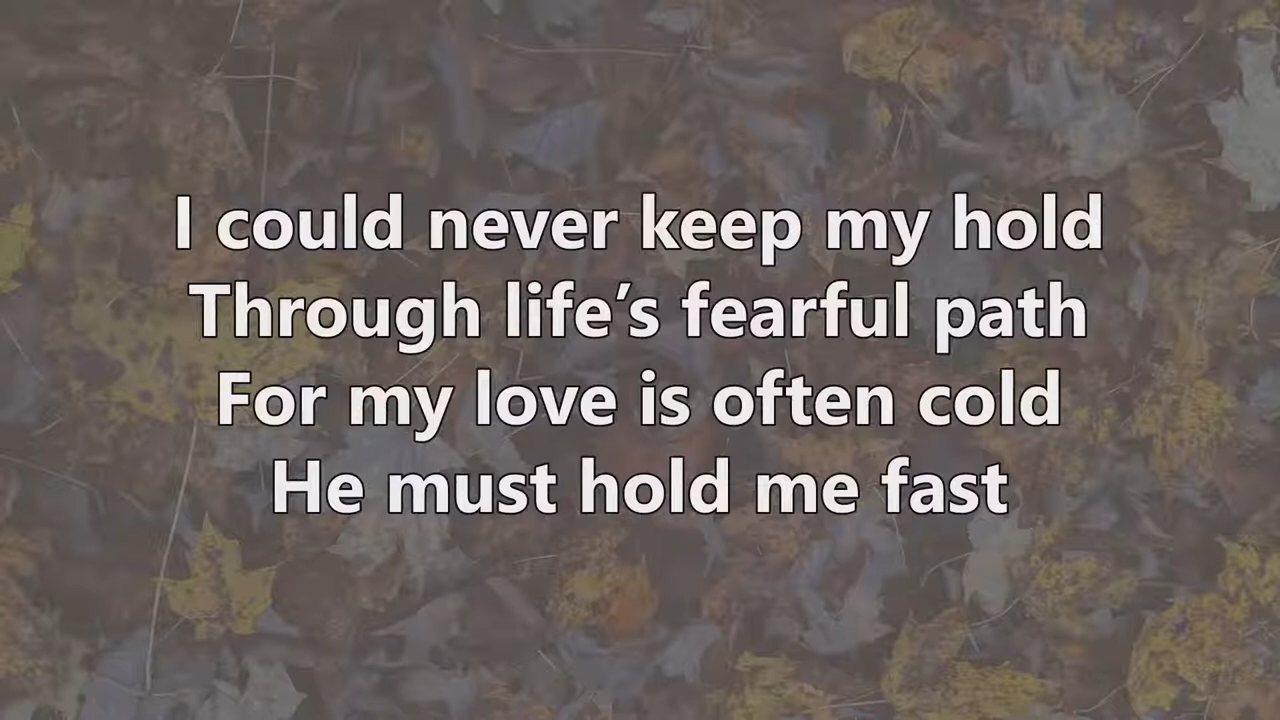 I could never keep my hold
Through life’s fearful path
For my love is often cold
He must hold me fast